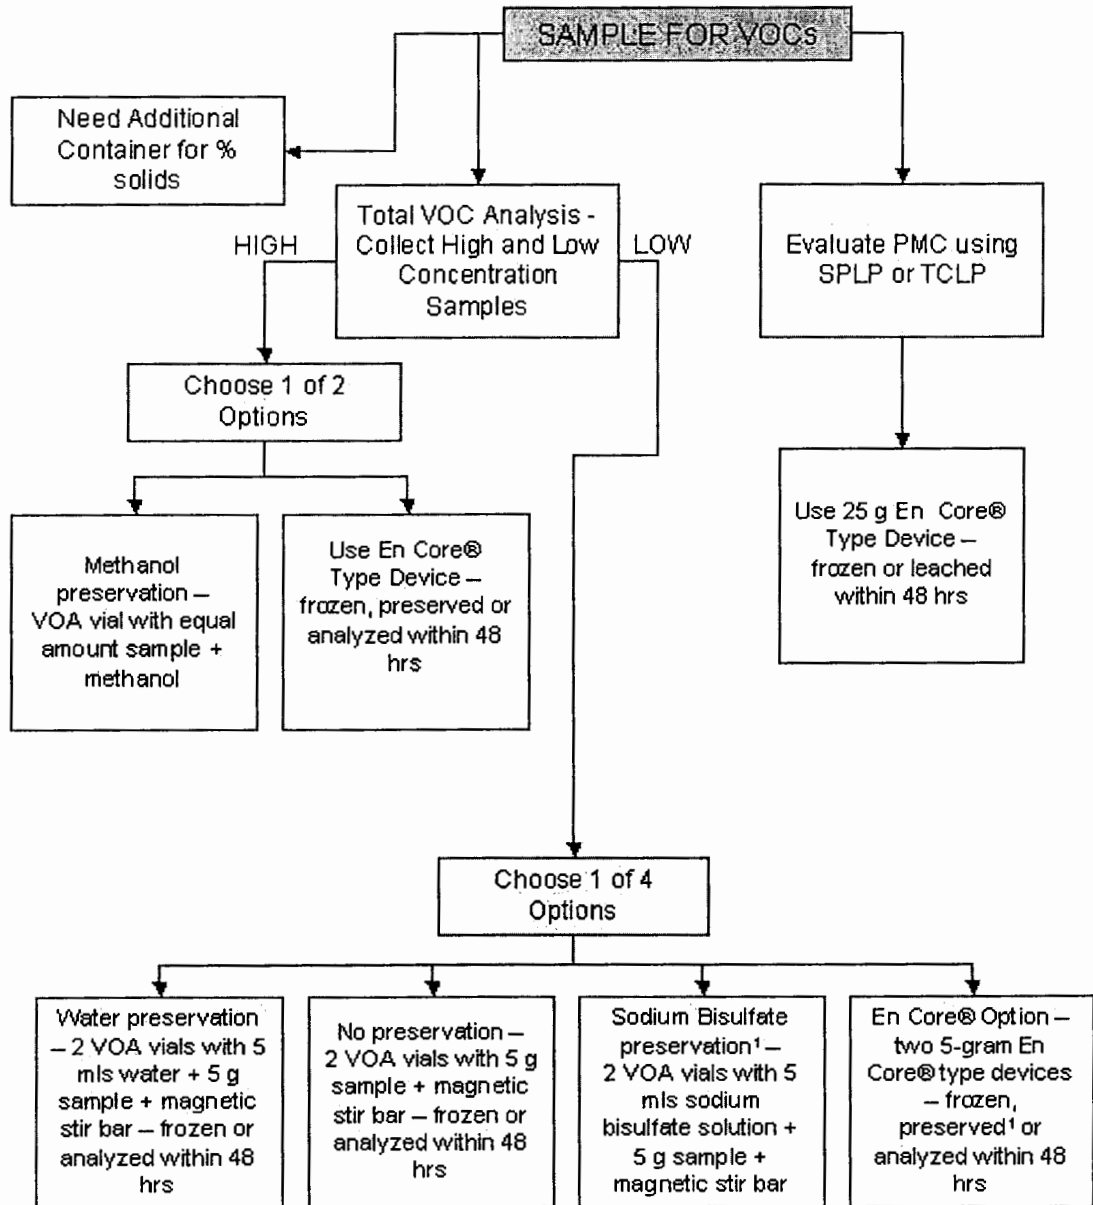 SAMPLE FOR VOCs
Need Additional
Container for %
solids
Total VOC Analysis -
Collect High and Low
Concentration
Samples
HIGH
LOW
Evaluate PMC using
SPLP or TCLP
Choose 1 of 2
Options
Methanol
preservation –
VOA vial with equal
amount sample +
methanol
Use En Core®
Type Device –
frozen, preserved or
analyzed within 48
hrs
Use 25 g En Core®
Type Device –
frozen or leached
within 48 hrs
Choose 1 of 4
Options
Water preservation
– 2 VOA vials with 5
mls water + 5 g
sample + magnetic
stir bar – frozen or
analyzed within 48
hrs
No preservation –
2 VOA vials with 5 g
sample + magnetic
stir bar – frozen or
analyzed within 48
hrs
Sodium Bisulfate
preservation¹ –
2 VOA vials with 5
mls sodium
bisulfate solution +
5 g sample +
magnetic stir bar
En Core® Option –
two 5-gram En
Core® type devices
– frozen,
preserved¹ or
analyzed within 48
hrs